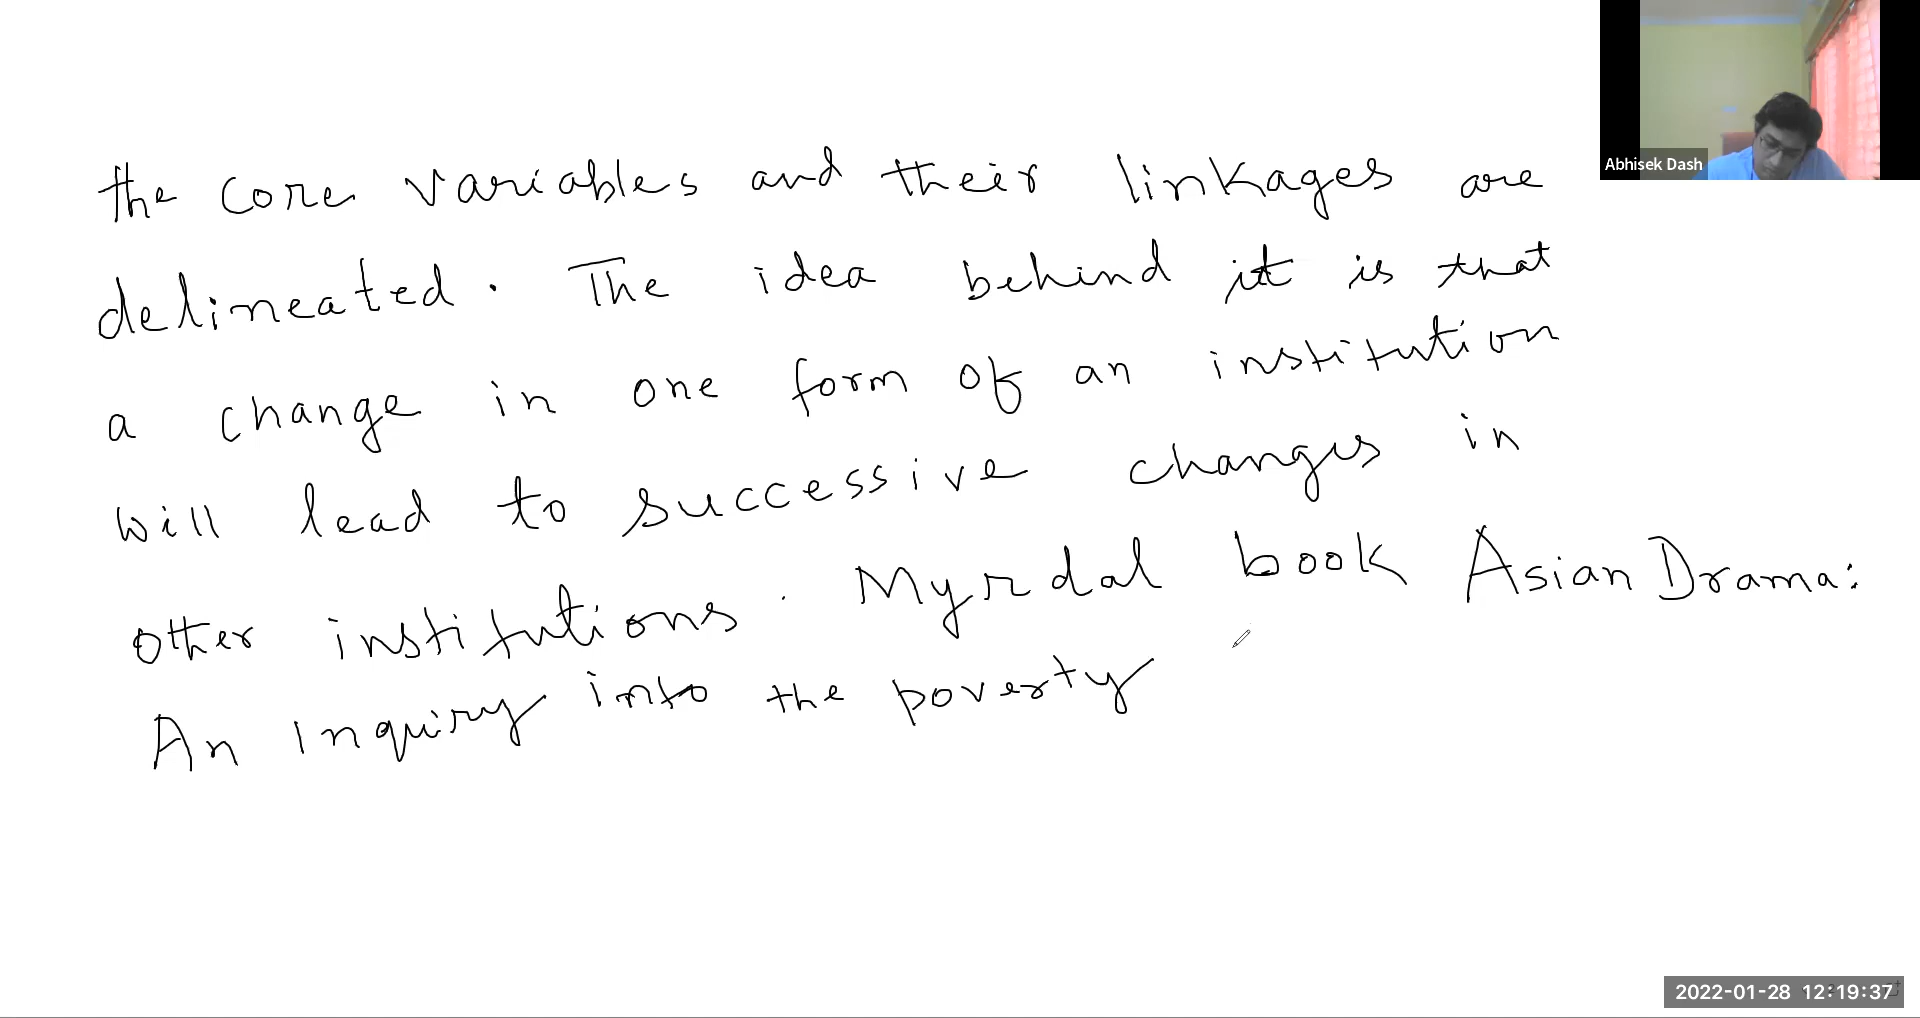 the core variables and their linkages are
delineated. The idea behind it is that
a change in one form of an institution
will lead to successive changes in
other institutions. Myrdal book Asian Drama:
An Inquiry into the poverty
Abhisek Dash
2022-01-28 12:19:37